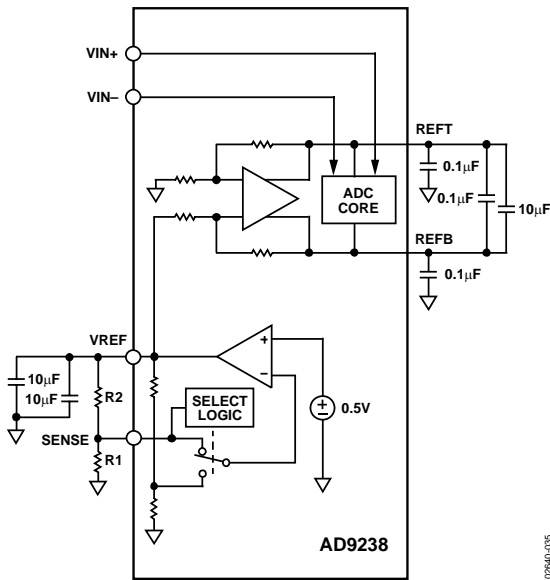 VIN+
VIN–
REFT
0.1µF
ADC
CORE
0.1µF
10µF
REFB
0.1µF
VREF
10µF
10µF
R2
SELECT
LOGIC
0.5V
SENSE
R1
AD9238
02640-035